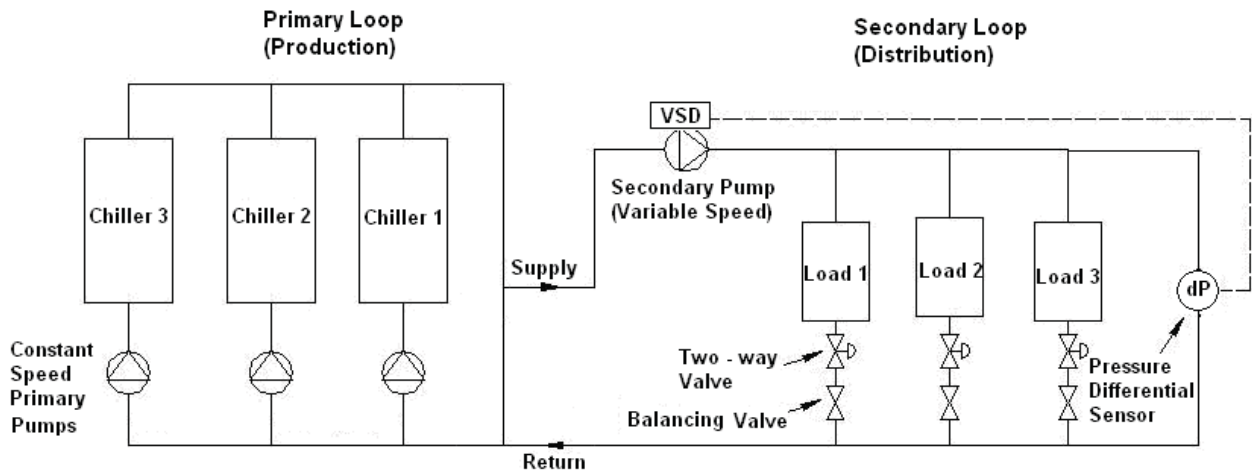 Primary Loop
(Production)
Secondary Loop
(Distribution)
VSD
Secondary Pump
(Variable Speed)
Chiller 3
Chiller 2
Chiller 1
Supply
Load 1
Load 2
Load 3
dP
Constant
Speed
Primary
Pumps
Two - way
Valve
Balancing Valve
Pressure
Differential
Sensor
Return